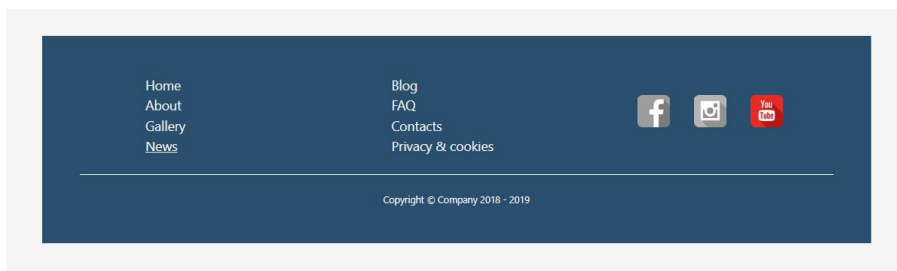 Home
About
Gallery
News
Blog
FAQ
Contacts
Privacy & cookies
f
You
Tube
Copyright © Company 2018 - 2019